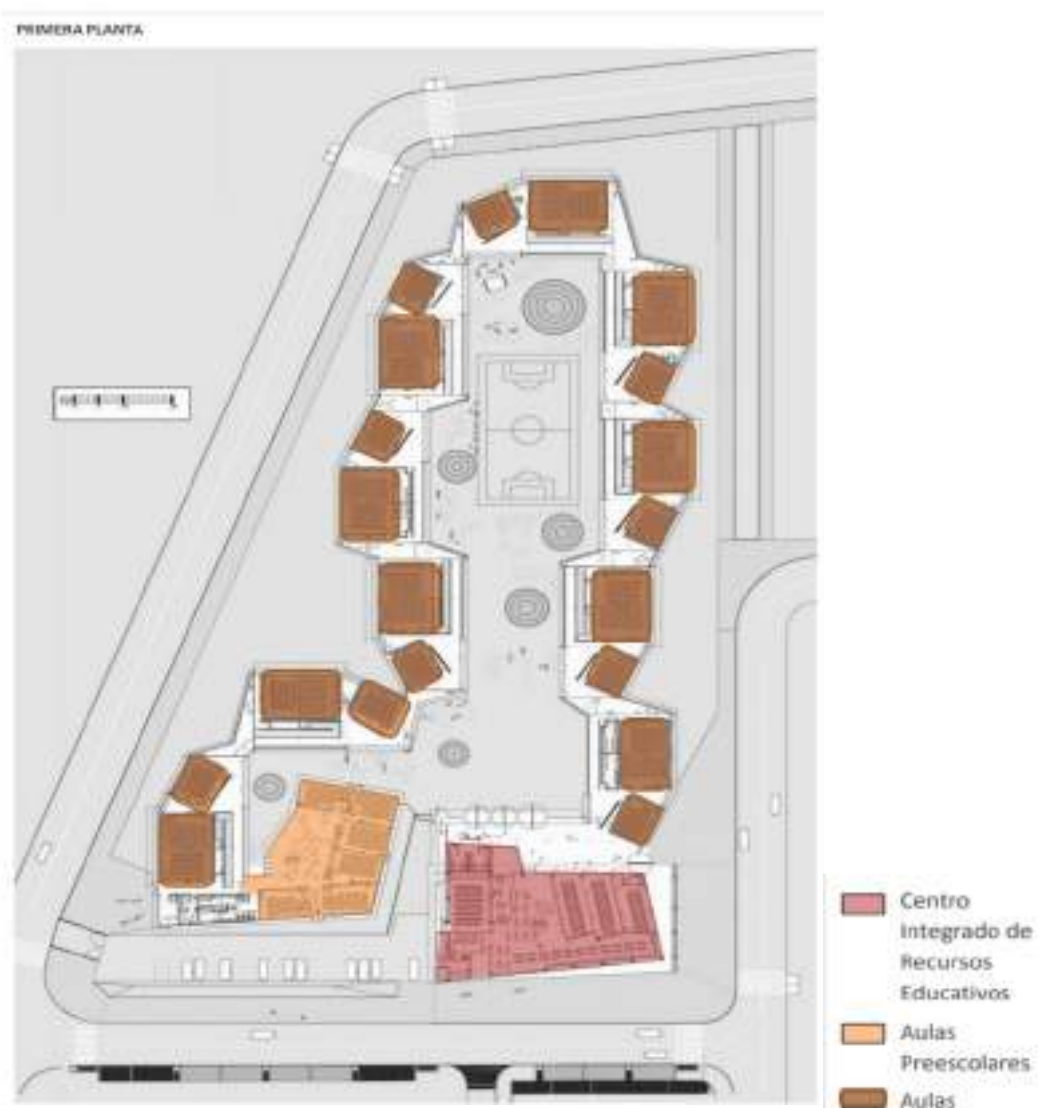 PRIMERA PLANTA
Centro
Integrado de
Recursos
Educativos
Aulas
Preescolares
Aulas